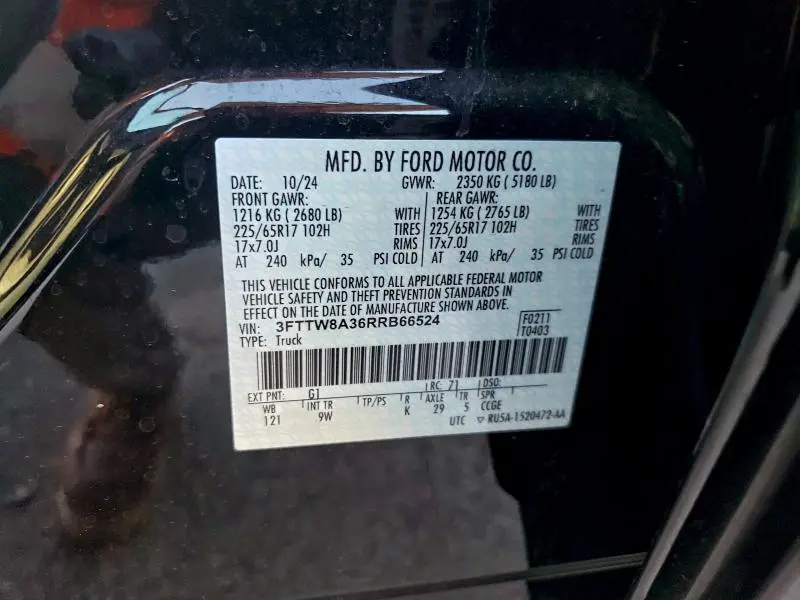 MFD. BY FORD MOTOR CO.
DATE: 10/24 GVWR: 2350 KG ( 5180 LB)
FRONT GAWR: REAR GAWR:
1216 KG ( 2680 LB) WITH 1254 KG ( 2765 LB) WITH
225/65R17 102H TIRES 225/65R17 102H TIRES
17x7.0J RIMS 17x7.0J RIMS
AT 240 kPa/ 35 PSI COLD AT 240 kPa/ 35 PSI COLD
THIS VEHICLE CONFORMS TO ALL APPLICABLE FEDERAL MOTOR
VEHICLE SAFETY AND THEFT PREVENTION STANDARDS IN
EFFECT ON THE DATE OF MANUFACTURE SHOWN ABOVE.
VIN: 3FTTW8A36RRB66524 F0211
TYPE: Truck T0403
EXT PNT: G1 RC: 71 DSO:
WB INT TR TP/PS R AXLE TR SPR
121 9W K 29 5 CCGE
UTC ▽ RU5A-1520472-AA